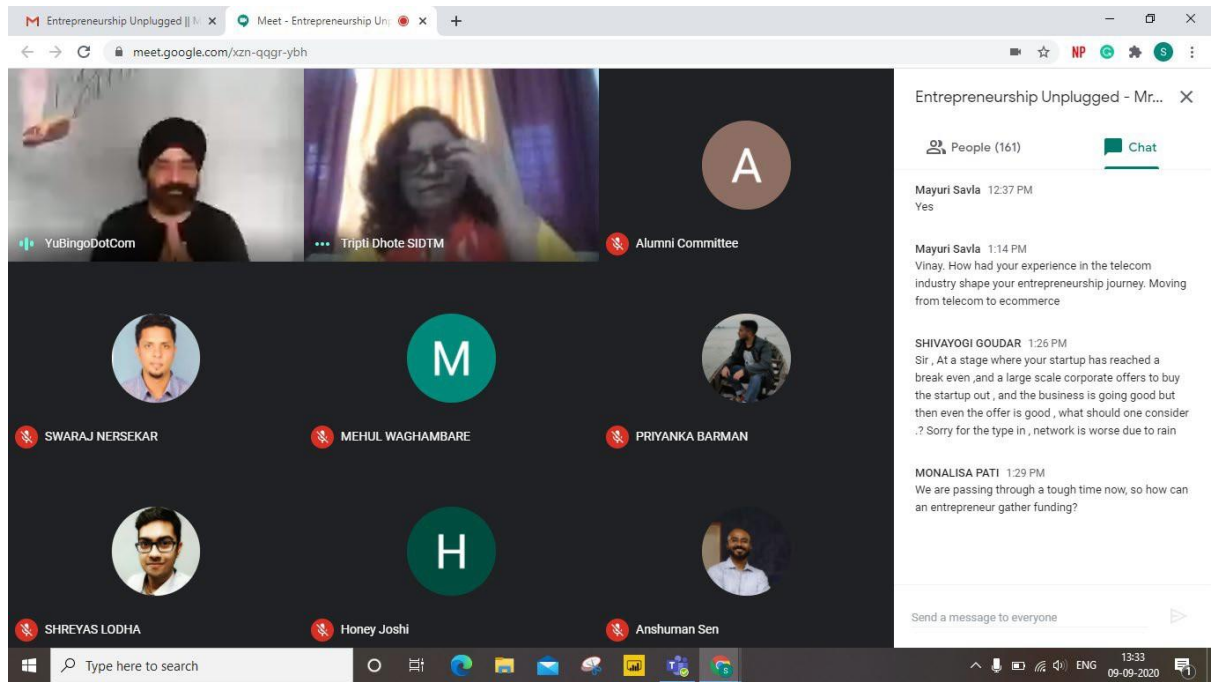 Entrepreneurship Unplugged || M
Meet - Entrepreneurship Unp
meet.google.com/xzn-qqgr-ybh
NP
S
YuBingoDotCom
Tripti Dhote SIDTM
A
Alumni Committee
SWARAJ NERSEKAR
M
MEHUL WAGHAMBARE
PRIYANKA BARMAN
SHREYAS LODHA
H
Honey Joshi
Anshuman Sen
Entrepreneurship Unplugged - Mr...
People (161)
Chat
Mayuri Savla 12:37 PM
Yes
Mayuri Savla 1:14 PM
Vinay. How had your experience in the telecom
industry shape your entrepreneurship journey. Moving
from telecom to ecommerce
SHIVAYOGI GOUDAR 1:26 PM
Sir , At a stage where your startup has reached a
break even ,and a large scale corporate offers to buy
the startup out , and the business is going good but
then even the offer is good , what should one consider
.? Sorry for the type in , network is worse due to rain
MONALISA PATI 1:29 PM
We are passing through a tough time now, so how can
an entrepreneur gather funding?
Send a message to everyone
Type here to search
ENG
13:33
09-09-2020